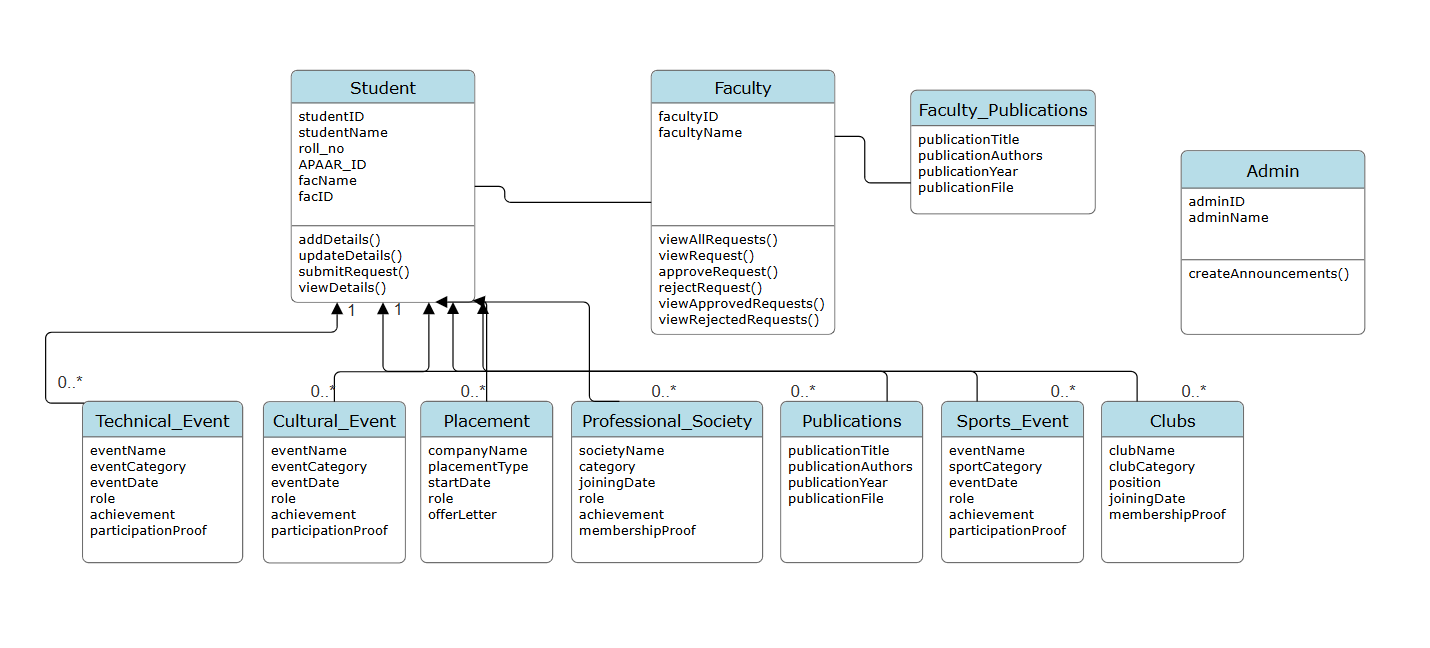 Student
studentID
studentName
roll_no
APAAR_ID
facName
facID
addDetails()
updateDetails()
submitRequest()
viewDetails()
Faculty
facultyID
facultyName
viewAllRequests()
viewRequest()
approveRequest()
rejectRequest()
viewApprovedRequests()
viewRejectedRequests()
Faculty_Publications
publicationTitle
publicationAuthors
publicationYear
publicationFile
Admin
adminID
adminName
createAnnouncements()
1
1
0..*
0..*
0..*
0..*
0..*
0..*
0..*
Technical_Event
eventName
eventCategory
eventDate
role
achievement
participationProof
Cultural_Event
eventName
eventCategory
eventDate
role
achievement
participationProof
Placement
companyName
placementType
startDate
role
offerLetter
Professional_Society
societyName
category
joiningDate
role
achievement
membershipProof
Publications
publicationTitle
publicationAuthors
publicationYear
publicationFile
Sports_Event
eventName
sportCategory
eventDate
role
achievement
participationProof
Clubs
clubName
clubCategory
position
joiningDate
membershipProof